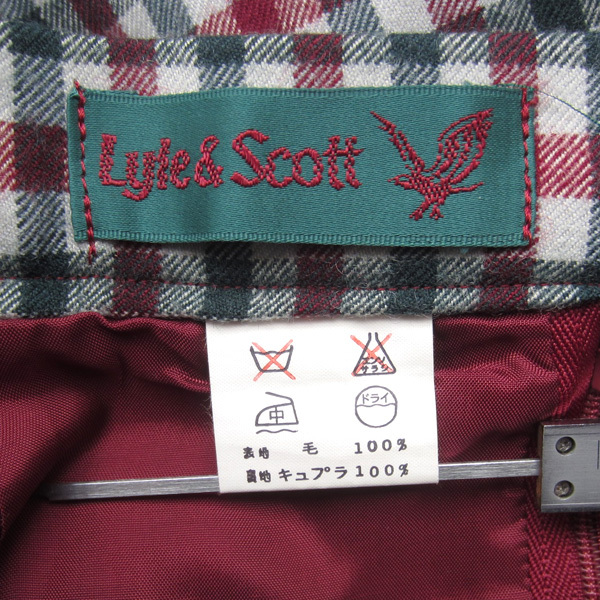 Lyle & Scott
エンソ
サラシ
中
ドライ
表地 毛 100%
裏地 キュプラ 100%